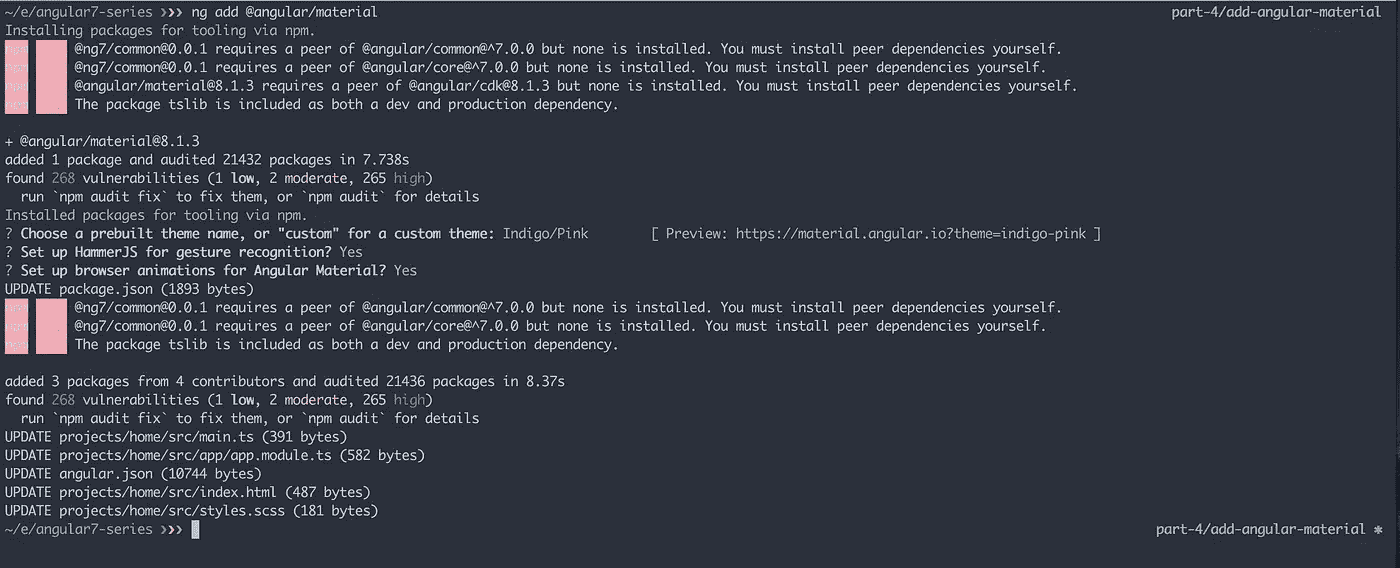 ~/e/angular7-series ❯❯❯ ng add @angular/material part-4/add-angular-material
Installing packages for tooling via npm.
npm @ng7/common@0.0.1 requires a peer of @angular/common@^7.0.0 but none is installed. You must install peer dependencies yourself.
npm @ng7/common@0.0.1 requires a peer of @angular/core@^7.0.0 but none is installed. You must install peer dependencies yourself.
npm @angular/material@8.1.3 requires a peer of @angular/cdk@8.1.3 but none is installed. You must install peer dependencies yourself.
npm The package tslib is included as both a dev and production dependency.
+ @angular/material@8.1.3
added 1 package and audited 21432 packages in 7.738s
found 268 vulnerabilities (1 low, 2 moderate, 265 high)
run `npm audit fix` to fix them, or `npm audit` for details
Installed packages for tooling via npm.
? Choose a prebuilt theme name, or "custom" for a custom theme: Indigo/Pink [ Preview: https://material.angular.io?theme=indigo-pink ]
? Set up HammerJS for gesture recognition? Yes
? Set up browser animations for Angular Material? Yes
UPDATE package.json (1893 bytes)
npm @ng7/common@0.0.1 requires a peer of @angular/common@^7.0.0 but none is installed. You must install peer dependencies yourself.
npm @ng7/common@0.0.1 requires a peer of @angular/core@^7.0.0 but none is installed. You must install peer dependencies yourself.
npm The package tslib is included as both a dev and production dependency.
added 3 packages from 4 contributors and audited 21436 packages in 8.37s
found 268 vulnerabilities (1 low, 2 moderate, 265 high)
run `npm audit fix` to fix them, or `npm audit` for details
UPDATE projects/home/src/main.ts (391 bytes)
UPDATE projects/home/src/app/app.module.ts (582 bytes)
UPDATE angular.json (10744 bytes)
UPDATE projects/home/src/index.html (487 bytes)
UPDATE projects/home/src/styles.scss (181 bytes)
~/e/angular7-series ❯❯❯ part-4/add-angular-material ✱